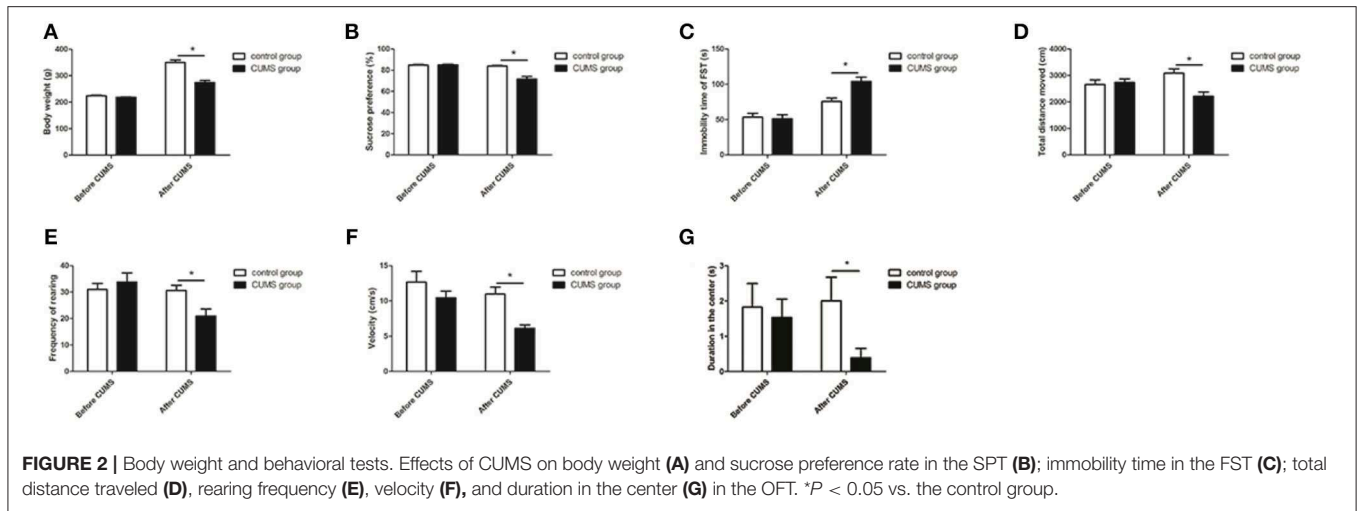 A
Body weight (g)
400
300
200
100
0
*
Before CUMS
After CUMS
control group
CUMS group
B
Sucrose preference (%)
100
80
60
40
20
0
*
Before CUMS
After CUMS
control group
CUMS group
C
Immobility time of FST (s)
150
100
50
0
*
Before CUMS
After CUMS
control group
CUMS group
D
Total distance moved (cm)
4000
3000
2000
1000
0
*
Before CUMS
After CUMS
control group
CUMS group
E
Frequency of rearing
40
30
20
10
0
*
Before CUMS
After CUMS
control group
CUMS group
F
Velocity (cm/s)
15
10
5
0
*
Before CUMS
After CUMS
control group
CUMS group
G
Duration in the center (s)
3
2
1
0
*
Before CUMS
After CUMS
control group
CUMS group
FIGURE 2 | Body weight and behavioral tests. Effects of CUMS on body weight (A) and sucrose preference rate in the SPT (B); immobility time in the FST (C); total
distance traveled (D), rearing frequency (E), velocity (F), and duration in the center (G) in the OFT. *P < 0.05 vs. the control group.